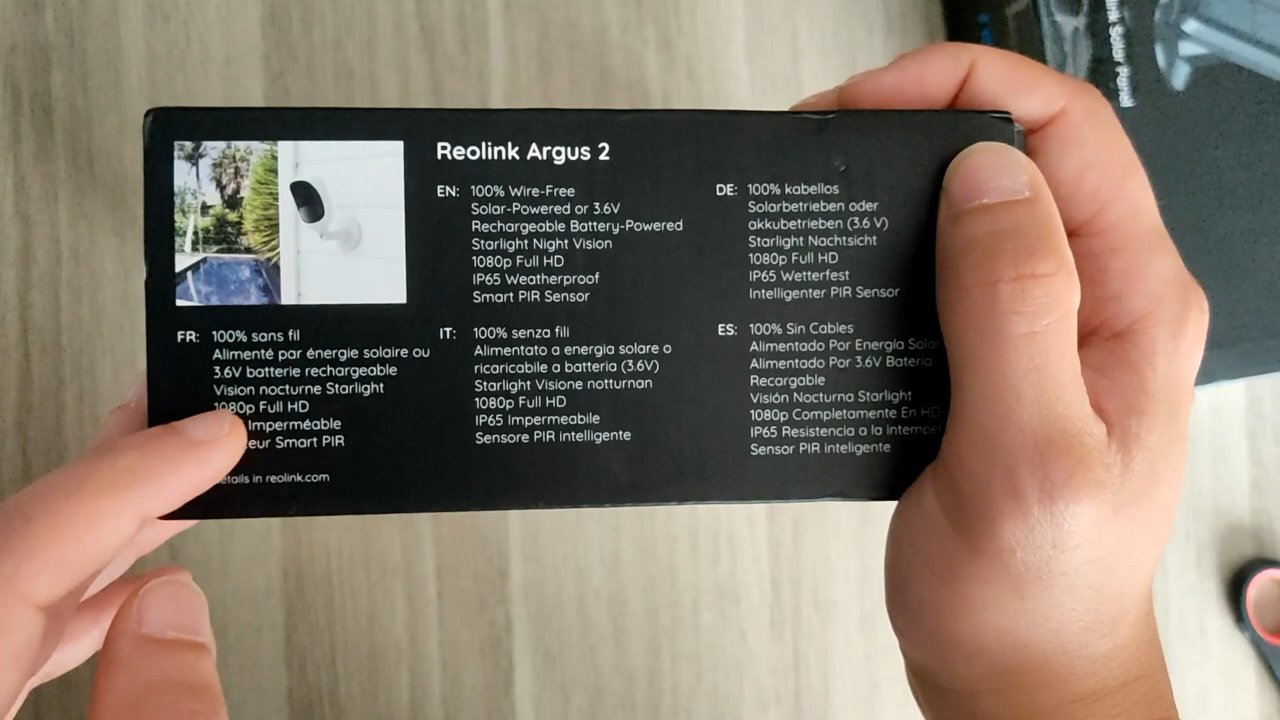 Reolink Argus 2
EN: 100% Wire-Free
Solar-Powered or 3.6V
Rechargeable Battery-Powered
Starlight Night Vision
1080p Full HD
IP65 Weatherproof
Smart PIR Sensor
DE: 100% kabellos
Solarbetrieben oder
akkubetrieben (3.6 V)
Starlight Nachtsicht
1080p Full HD
IP65 Wetterfest
Intelligenter PIR Sensor
FR: 100% sans fil
Alimenté par énergie solaire ou
3.6V batterie rechargeable
Vision nocturne Starlight
1080p Full HD
Imperméable
Smart PIR
IT: 100% senza fili
Alimentato a energia solare o
ricaricabile a batteria (3.6V)
Starlight Visione notturnan
1080p Full HD
IP65 Impermeabile
Sensore PIR intelligente
ES: 100% Sin Cables
Alimentado Por Energía
Alimentado Por 3.6V Batería
Recargable
Visión Nocturna Starlight
1080p Completamente En HD
IP65 Resistencia a la
Sensor PIR inteligente
in reolink.com
Solar Panel